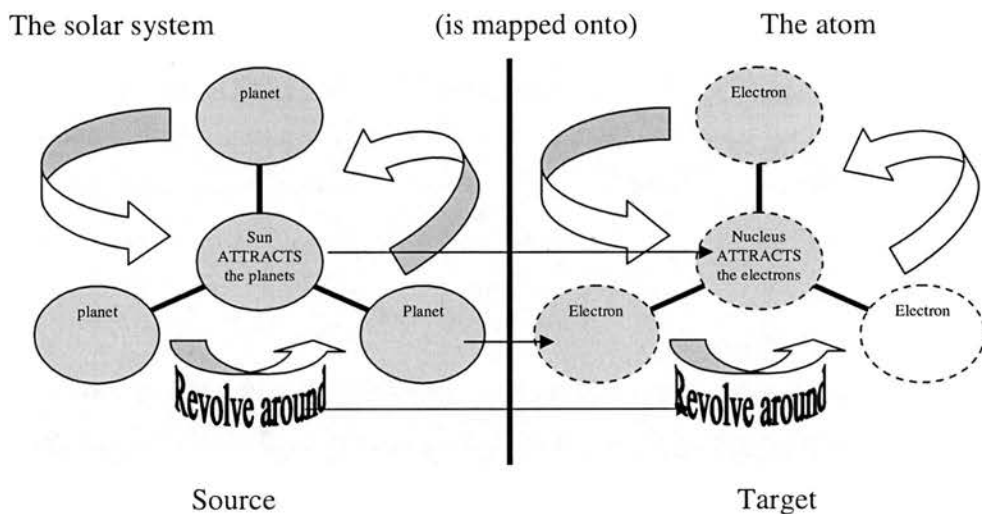 The solar system (is mapped onto) The atom
planet
Electron
Sun
ATTRACTS
the planets
Nucleus
ATTRACTS
the electrons
planet
Planet
Electron
Electron
Revolve around
Revolve around
Source
Target